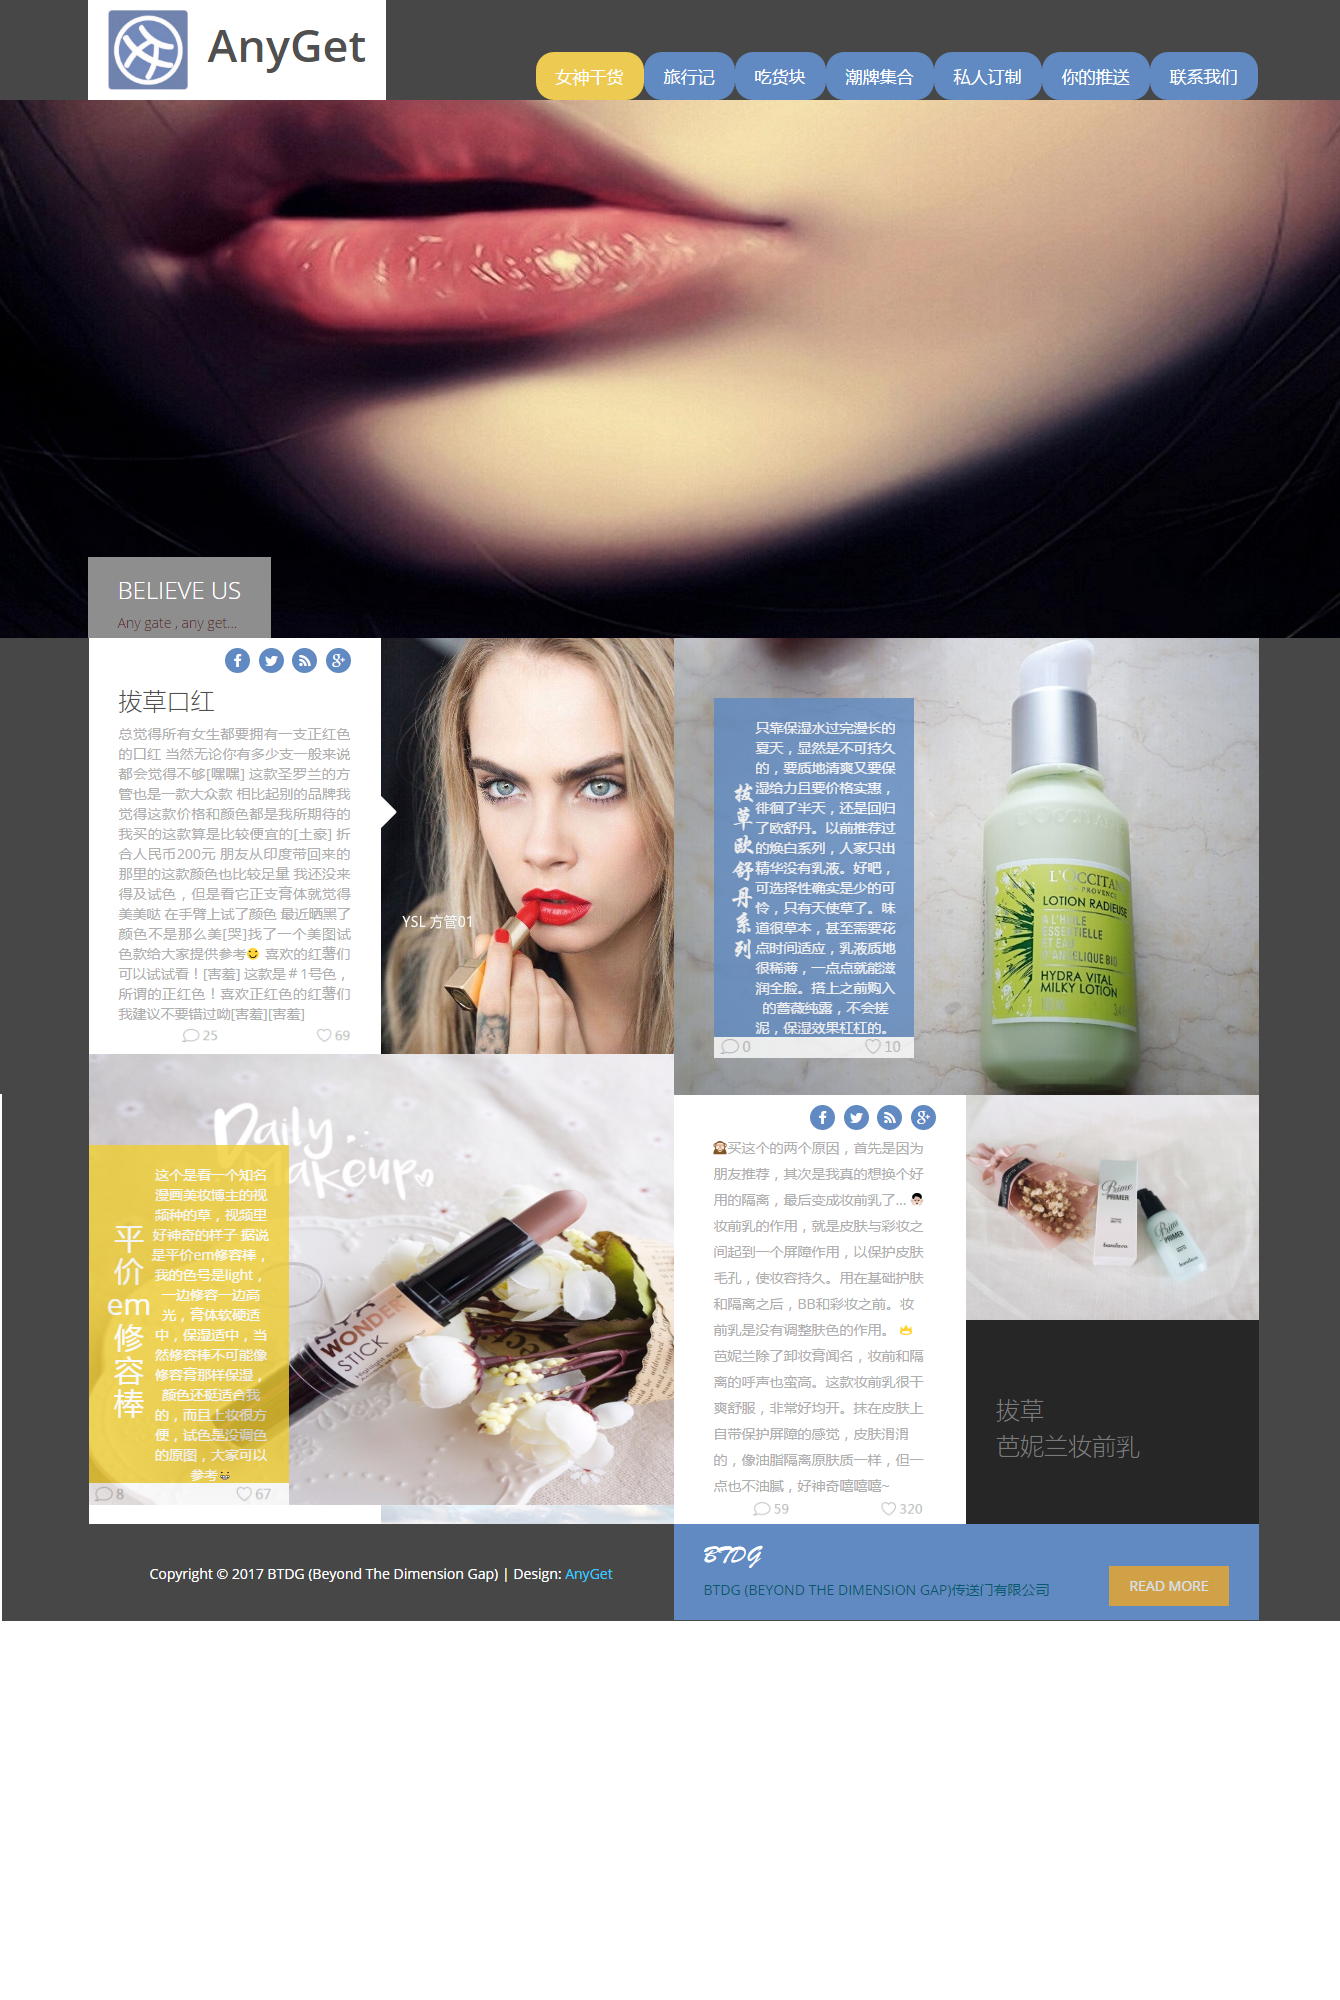 AnyGet
女神干货
旅行记
吃货块
潮牌集合
私人订制
你的推送
联系我们
BELIEVE US
Any gate , any get...
拔草口红
总觉得所有女生都要拥有一支正红色
的口红 当然无论你有多少支一般来说
都会觉得不够[嘿嘿] 这款圣罗兰的方
管也是一款大众款 相比起别的品牌我
觉得这款价格和颜色都是我所期待的
我买的这款算是比较便宜的[土豪] 折
合人民币200元 朋友从印度带回来的
那里的这款颜色也比较足量 我还没来
得及试色，但是看它正支膏体就觉得
美美哒 在手臂上试了颜色 最近晒黑了
颜色不是那么美[哭]找了一个美图试
色款给大家提供参考 喜欢的红薯们
可以试试看！[害羞] 这款是＃1号色，
所谓的正红色！喜欢正红色的红薯们
我建议不要错过呦[害羞][害羞]
25
69
YSL 方管01
拔草欧舒丹系列
只靠保湿水过完漫长的
夏天，显然是不可持久
的，要质地清爽又要保
湿给力且要价格实惠，
徘徊了半天，还是回归
了欧舒丹。以前推荐过
的焕白系列，人家只出
精华没有乳液。好吧，
可选择性确实是少的可
怜，只有天使草了。味
道很草本，甚至需要花
点时间适应，乳液质地
很稀薄，一点点就能滋
润全脸。搭上之前购入
的蔷薇纯露，不会搓
泥，保湿效果杠杠的。
0
10
L'OCCITAN
EN PROVENCE
LOTION RADIEUSE
À L'HUILE
ESSENTIELLE
ET EAU
D'ANGÉLIQUE BIO
HYDRA VITAL
MILKY LOTION
Daily
Makeup
平价em修容棒
这个是看一个知名
漫画美妆博主的视
频种的草，视频里
好神奇的样子 据说
是平价em修容棒，
我的色号是light，
一边修容一边高
光，膏体软硬适
中，保湿适中，当
然修容棒不可能像
修容膏那样保湿，
颜色还挺适合我
的，而且上妆很方
便，试色是没调色
的原图，大家可以
参考
8
67
WONDER
STICK
买这个的两个原因，首先是因为
朋友推荐，其次是我真的想换个好
用的隔离，最后变成妆前乳了...
妆前乳的作用，就是皮肤与彩妆之
间起到一个屏障作用，以保护皮肤
毛孔，使妆容持久。用在基础护肤
和隔离之后，BB和彩妆之前。妆
前乳是没有调整肤色的作用。
芭妮兰除了卸妆膏闻名，妆前和隔
离的呼声也蛮高。这款妆前乳很干
爽舒服，非常好均开。抹在皮肤上
自带保护屏障的感觉，皮肤滑滑
的，像油脂隔离原肤质一样，但一
点也不油腻，好神奇嘻嘻嘻~
59
320
Prime
PRIMER
Prime
PRIMER
拔草
芭妮兰妆前乳
Copyright © 2017 BTDG (Beyond The Dimension Gap) | Design: AnyGet
BTDG
BTDG (BEYOND THE DIMENSION GAP)传送门有限公司
READ MORE